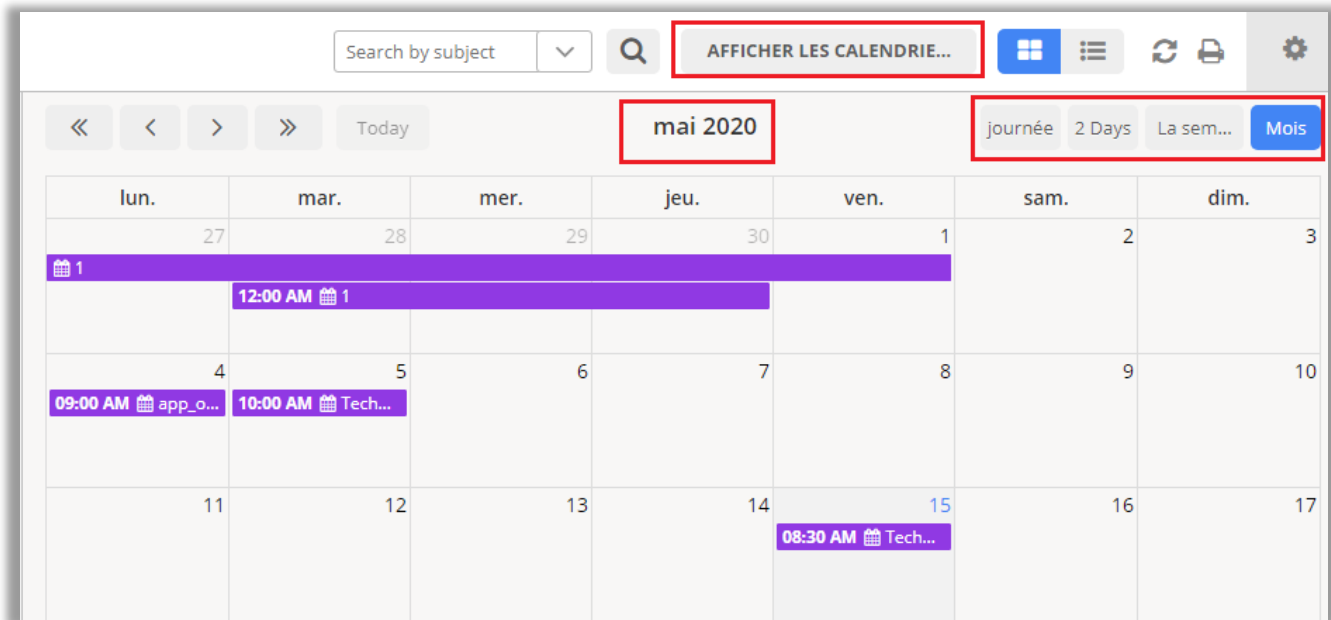 Search by subject
AFFICHER LES CALENDRIE...
Today
mai 2020
journée 2 Days La sem... Mois
lun. mar. mer. jeu. ven. sam. dim.
27 28 29 30 1 2 3
1
12:00 AM 1
4 5 6 7 8 9 10
09:00 AM app_o... 10:00 AM Tech...
11 12 13 14 15 16 17
08:30 AM Tech...